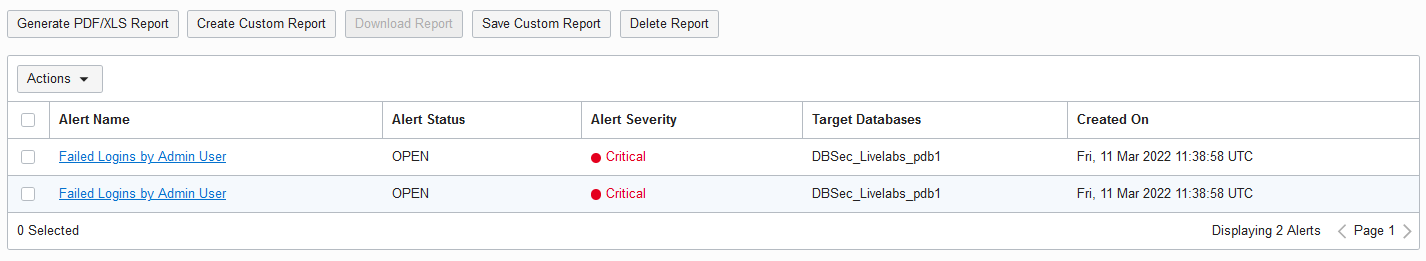 Generate PDF/XLS Report Create Custom Report Download Report Save Custom Report Delete Report
Actions
Alert Name Alert Status Alert Severity Target Databases Created On
Failed Logins by Admin User OPEN Critical DBSec_Livelabs_pdb1 Fri, 11 Mar 2022 11:38:58 UTC
Failed Logins by Admin User OPEN Critical DBSec_Livelabs_pdb1 Fri, 11 Mar 2022 11:38:58 UTC
0 Selected Displaying 2 Alerts Page 1